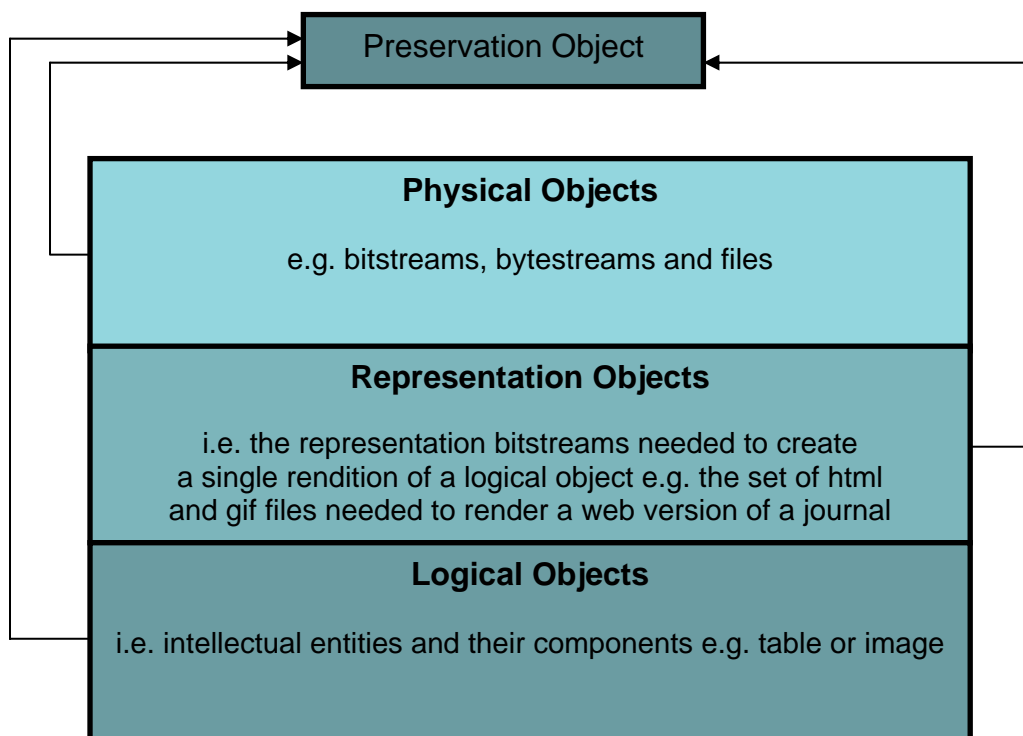 Preservation Object
Physical Objects
e.g. bitstreams, bytestreams and files
Representation Objects
i.e. the representation bitstreams needed to create
a single rendition of a logical object e.g. the set of html
and gif files needed to render a web version of a journal
Logical Objects
i.e. intellectual entities and their components e.g. table or image